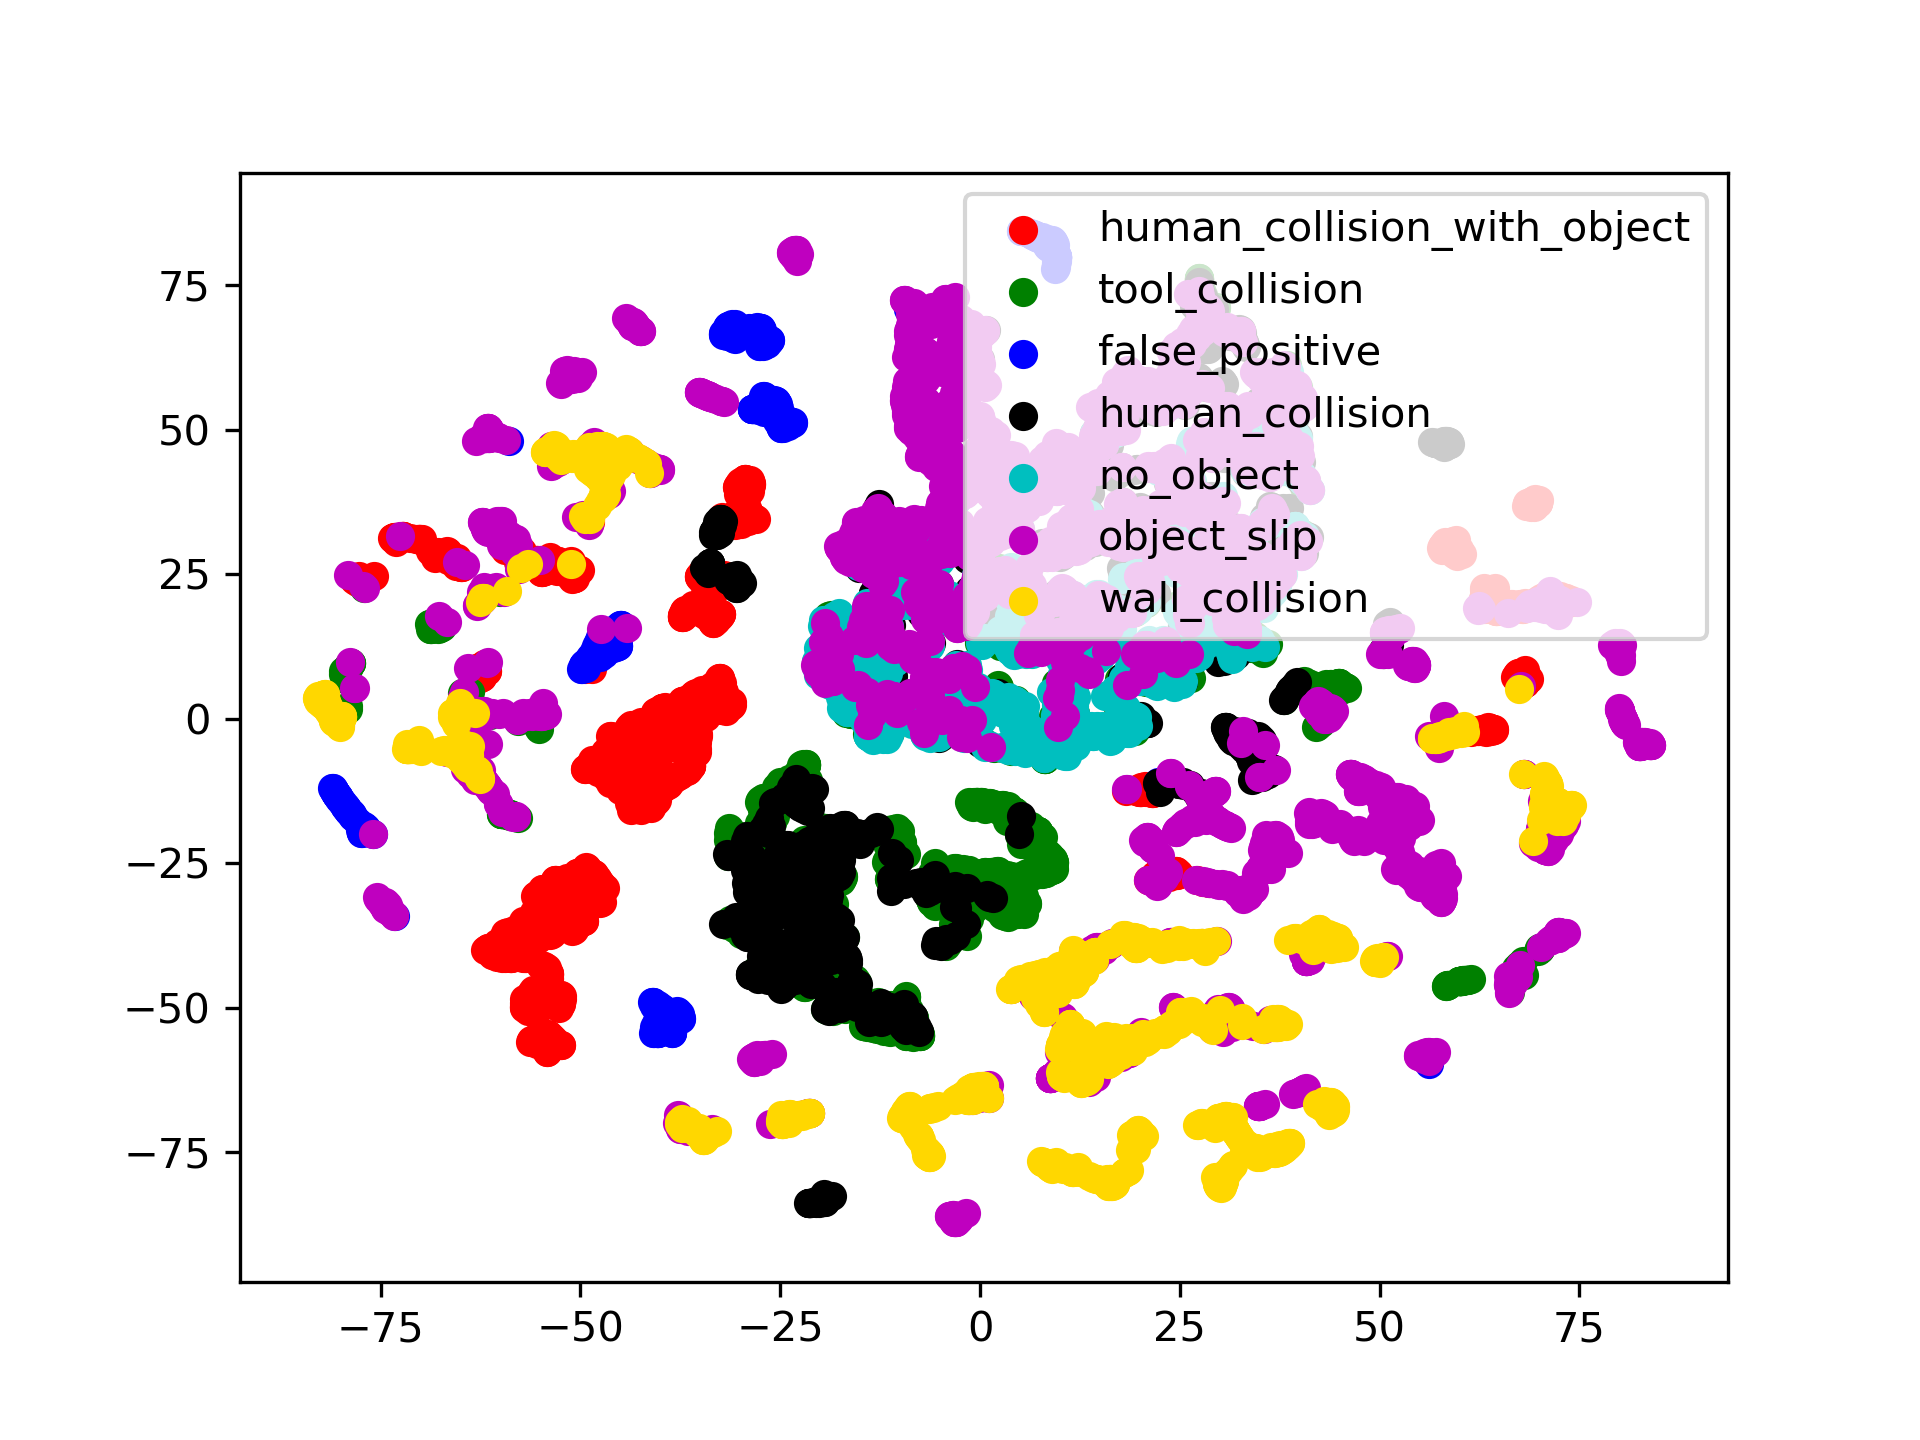 human_collision_with_object
tool_collision
false_positive
human_collision
no_object
object_slip
wall_collision
75
50
25
0
−25
−50
−75
−75 −50 −25 0 25 50 75